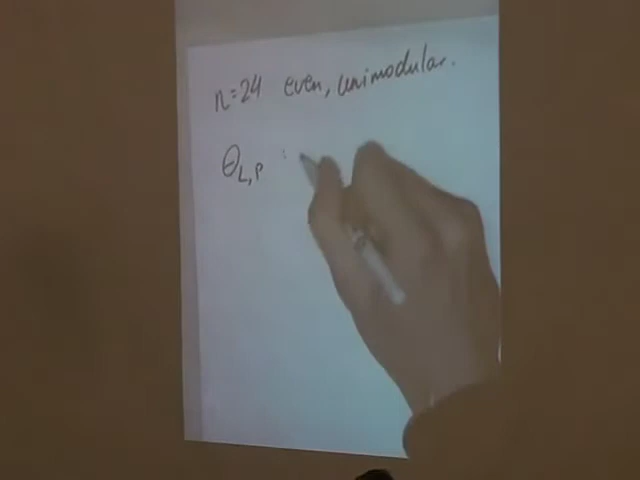 n=24 even, unimodular.
Θ_{L,P} :